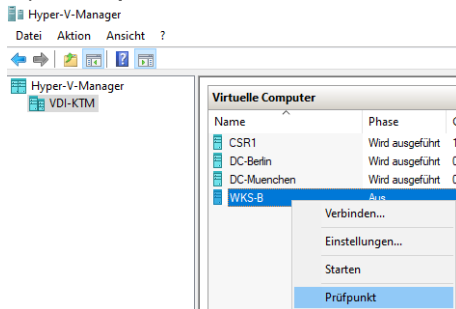 Hyper-V-Manager
Datei Aktion Ansicht ?
Hyper-V-Manager
VDI-KTM
Virtuelle Computer
Name Phase
CSR1 Wird ausgeführt 1
DC-Berlin Wird ausgeführt
DC-Muenchen Wird ausgeführt
WKS-B Aus
Verbinden...
Einstellungen...
Starten
Prüfpunkt